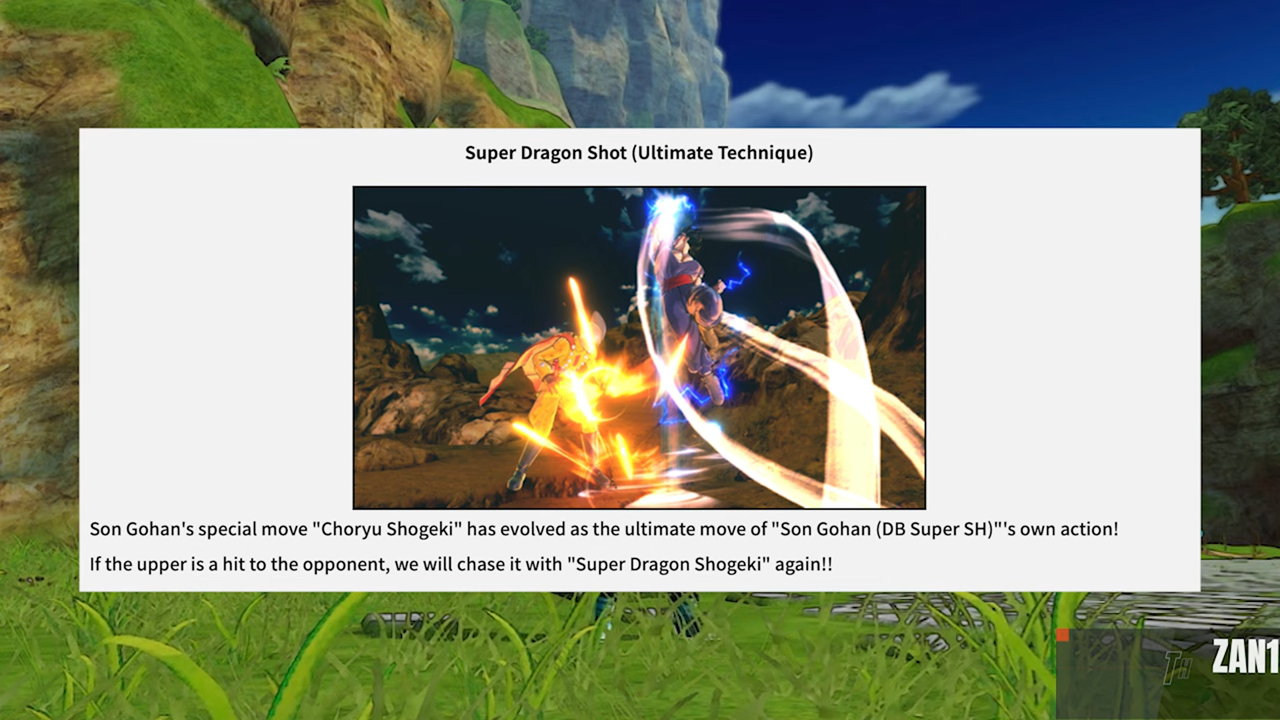 Super Dragon Shot (Ultimate Technique)
Son Gohan's special move "Choryu Shogeki" has evolved as the ultimate move of "Son Gohan (DB Super SH)"'s own action!
If the upper is a hit to the opponent, we will chase it with "Super Dragon Shogeki" again!!
TH
ZAN1